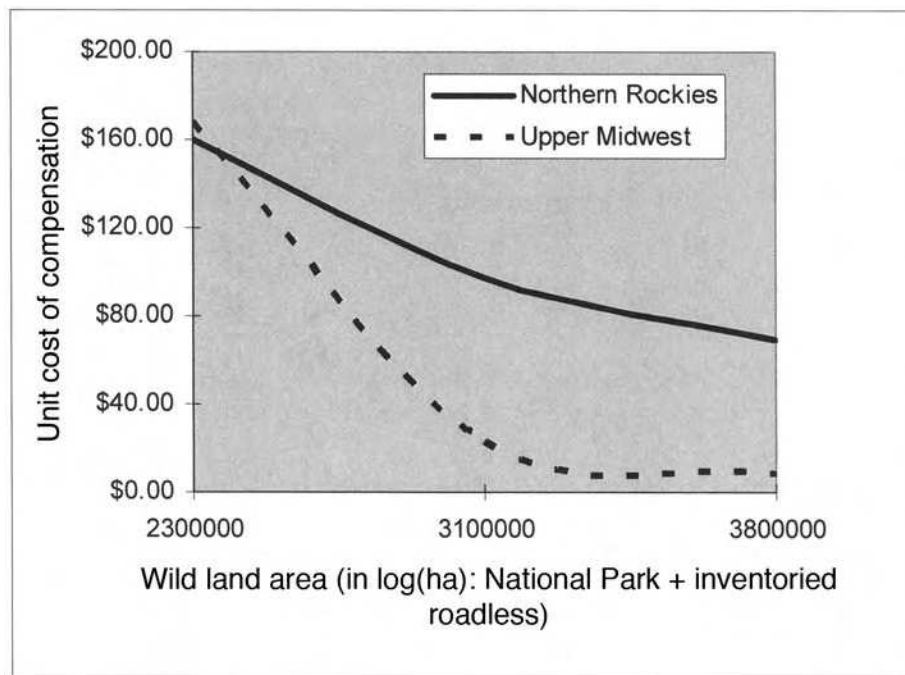 $200.00
$160.00
$120.00
$80.00
$40.00
$0.00
Unit cost of compensation
Northern Rockies
Upper Midwest
2300000 3100000 3800000
Wild land area (in log(ha): National Park + inventoried
roadless)